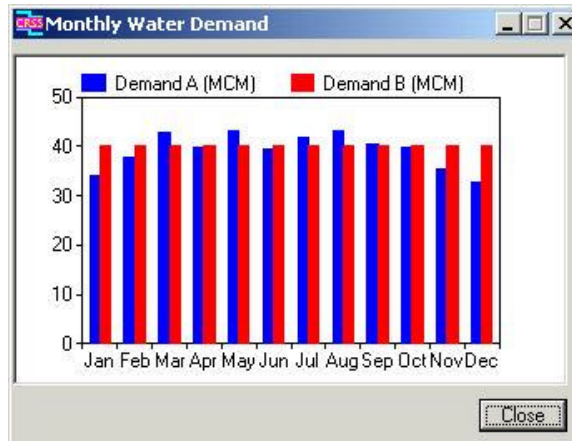 CRSS Monthly Water Demand
Demand A (MCM) Demand B (MCM)
50
40
30
20
10
0
Jan Feb Mar Apr May Jun Jul Aug Sep Oct Nov Dec
Close